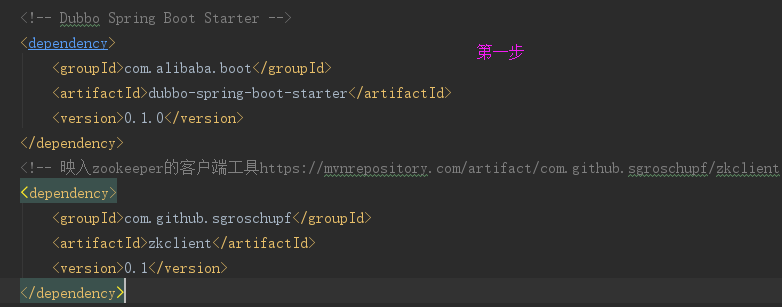 <!-- Dubbo Spring Boot Starter -->
<dependency>
第一步
<groupId>com.alibaba.boot</groupId>
<artifactId>dubbo-spring-boot-starter</artifactId>
<version>0.1.0</version>
</dependency>
<!-- 映入zookeeper的客户端工具https://mvnrepository.com/artifact/com.github.sgroschupf/zkclient
<dependency>
<groupId>com.github.sgroschupf</groupId>
<artifactId>zkclient</artifactId>
<version>0.1</version>
</dependency>